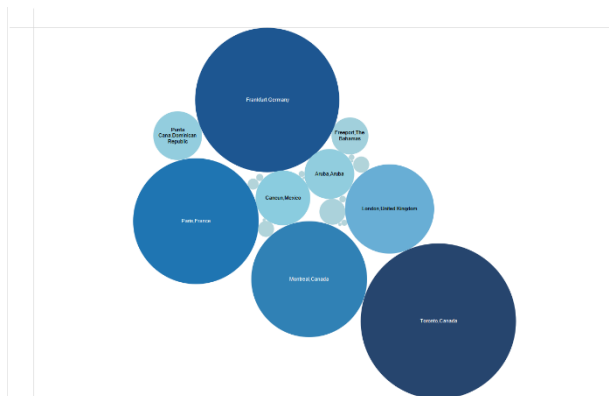 Frankfurt,Germany
Punta
Cana,Dominican
Republic
Freeport,The
Bahamas
Aruba,Aruba
Cancun,Mexico
London,United Kingdom
Paris,France
Montreal,Canada
Toronto,Canada